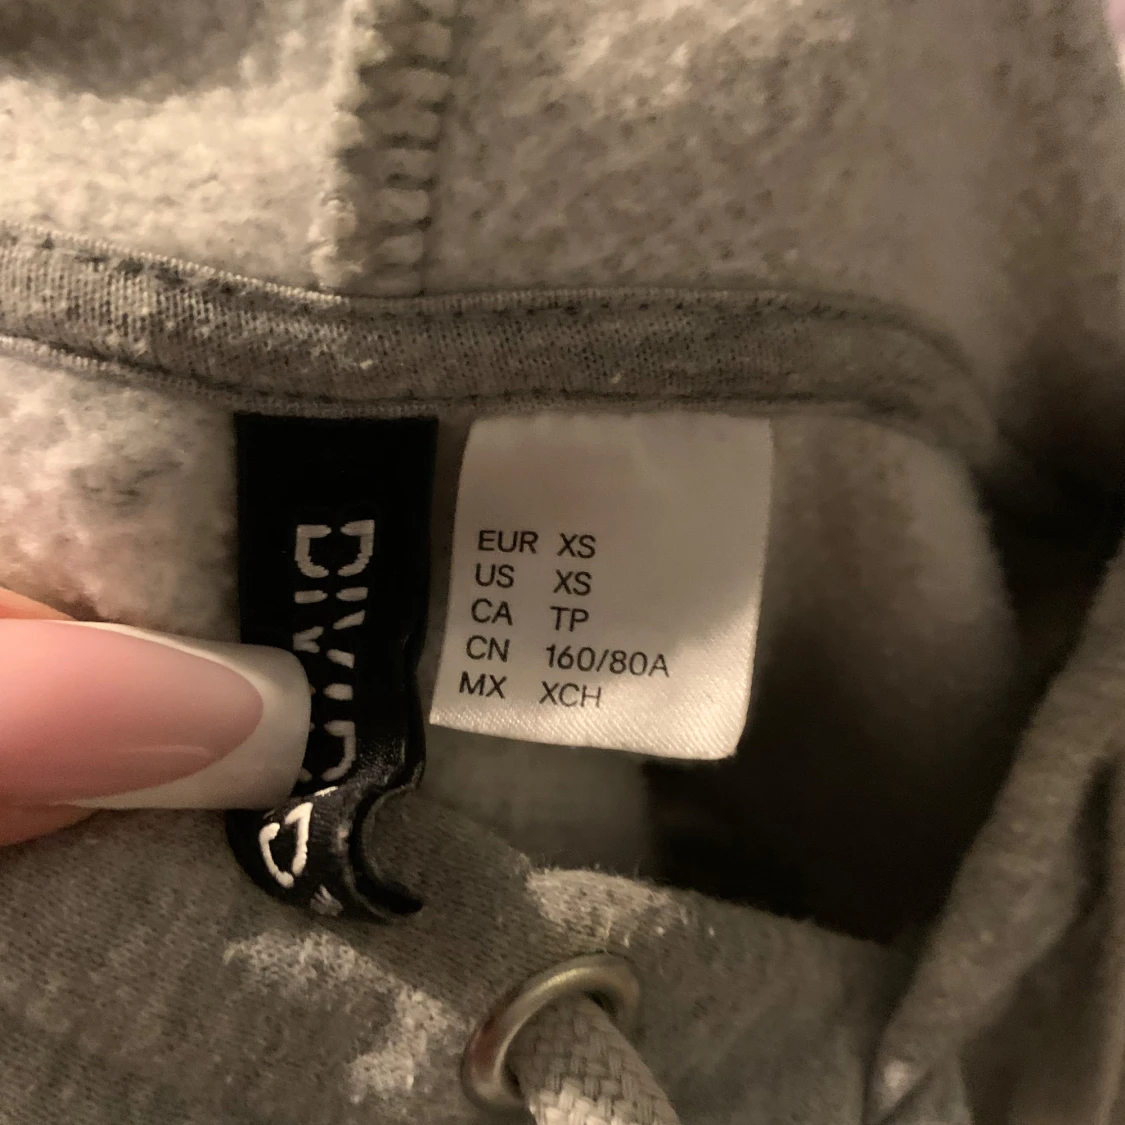 EUR XS
US XS
CA TP
CN 160/80A
MX XCH